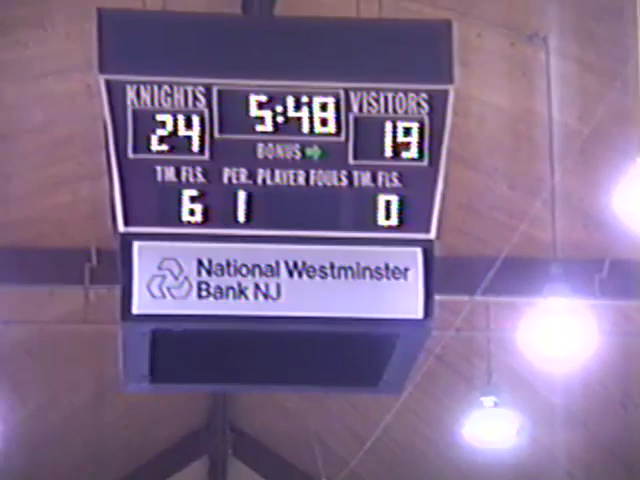 KNIGHTS 5:48 VISITORS
24 19
BONUS
TM. FLS. PER. PLAYER FOULS TM. FLS.
6 1 0
National Westminster
Bank NJ